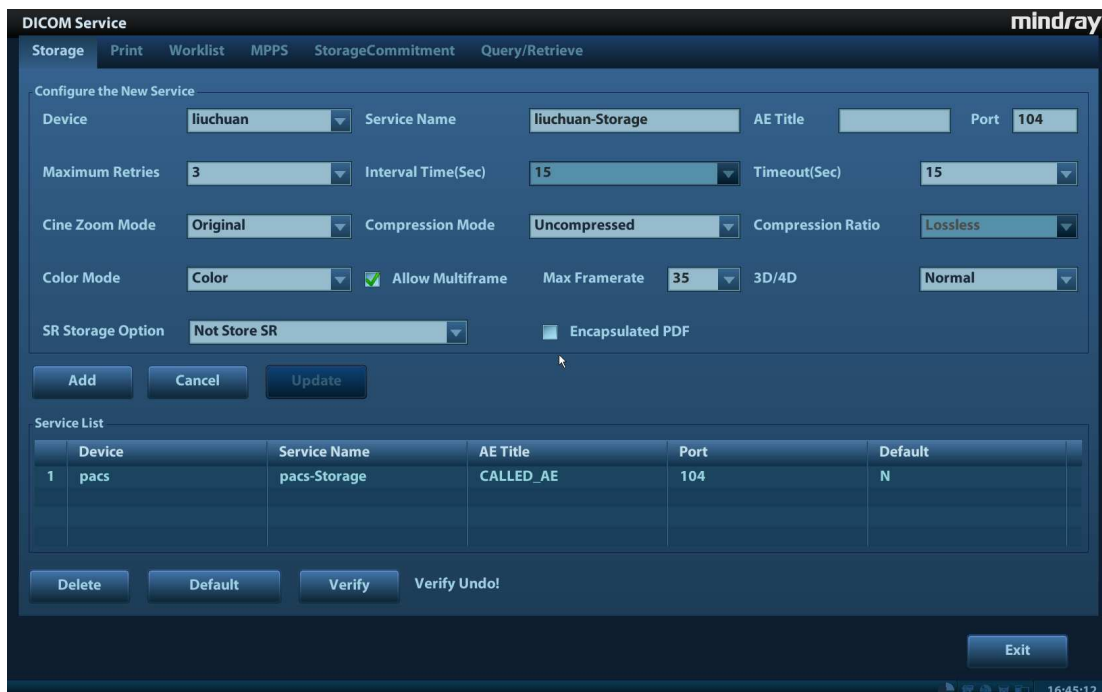 DICOM Service mindray
Storage Print Worklist MPPS StorageCommitment Query/Retrieve
Configure the New Service
Device liuchuan Service Name liuchuan-Storage AE Title Port 104
Maximum Retries 3 Interval Time(Sec) 15 Timeout(Sec) 15
Cine Zoom Mode Original Compression Mode Uncompressed Compression Ratio Lossless
Color Mode Color Allow Multiframe Max Framerate 35 3D/4D Normal
SR Storage Option Not Store SR Encapsulated PDF
Add Cancel Update
Service List
Device Service Name AE Title Port Default
1 pacs pacs-Storage CALLED_AE 104 N
Delete Default Verify Verify Undo!
Exit
16:45:12